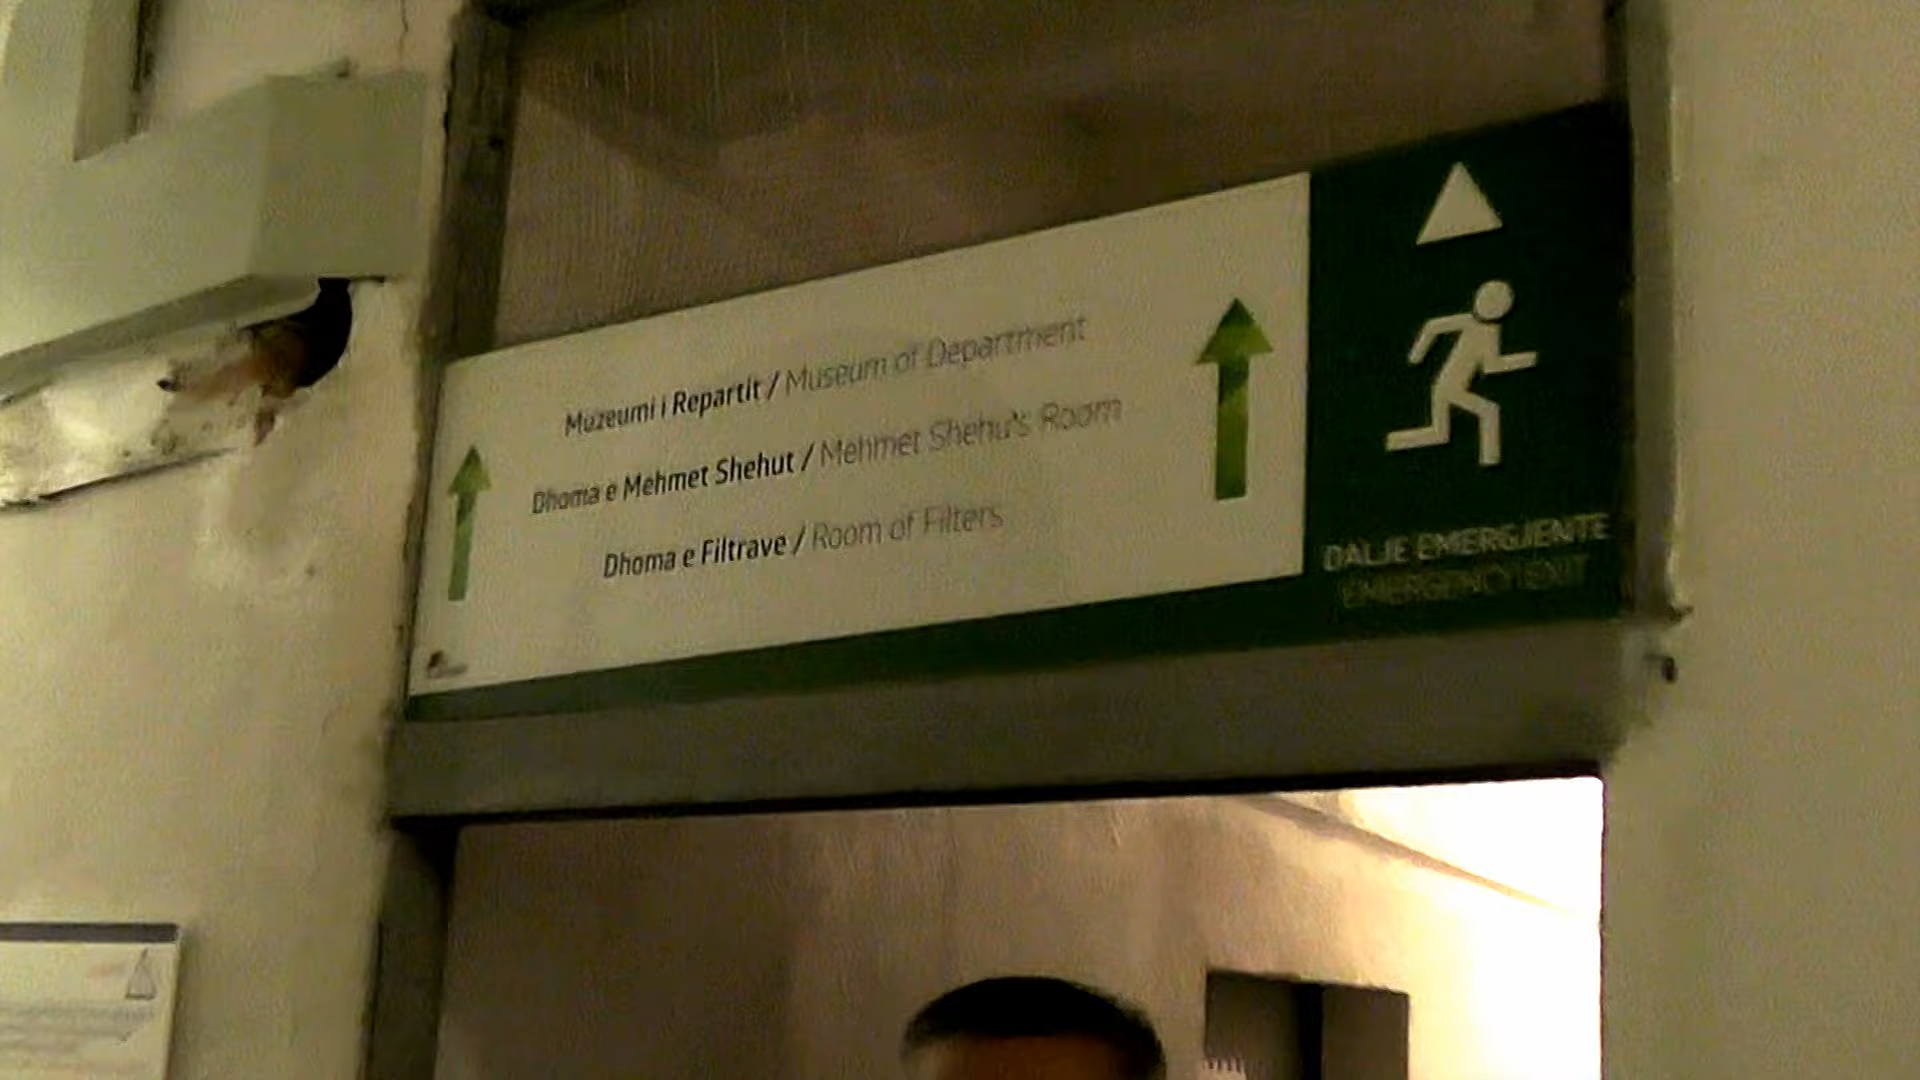 Muzeumi i Repartit / Museum of Department
Dhoma e Mehmet Shehut / Mehmet Shehu's Room
Dhoma e Filtrave / Room of Filters
DALJE EMERGJENTE
EMERGENCY EXIT